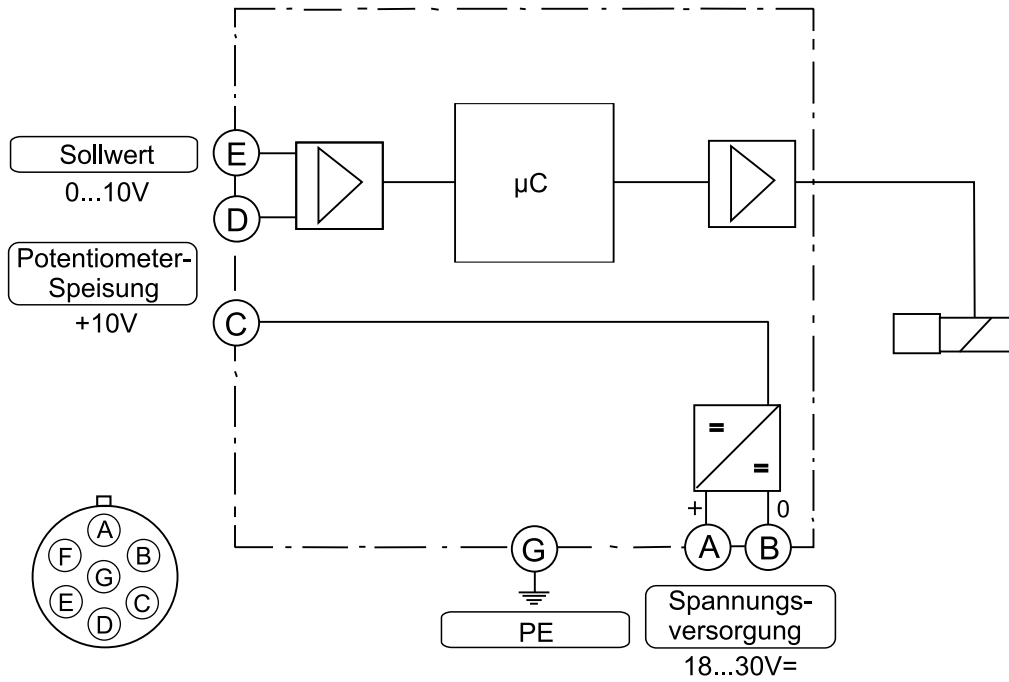 Sollwert
0...10V
E
D
µC
Potentiometer-
Speisung
+10V
C
=
=
+
0
A
B
G
PE
Spannungs-
versorgung
18...30V=
A
F
B
G
E
C
D